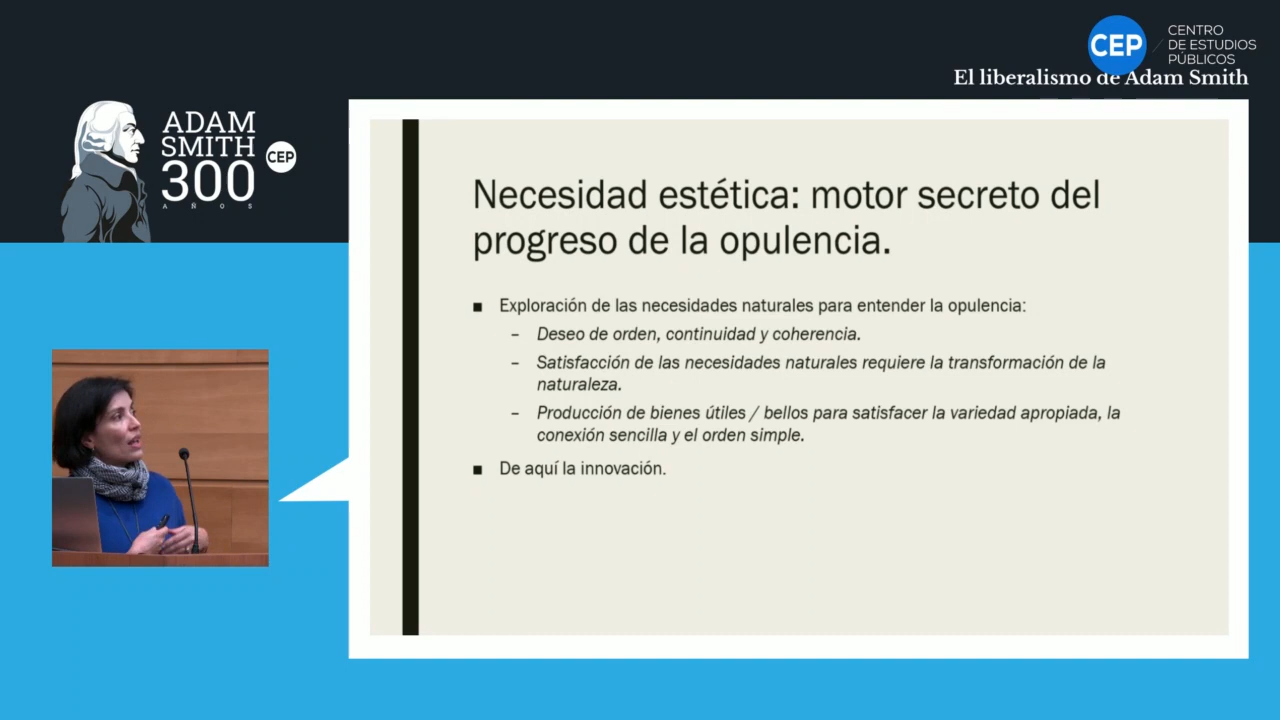 CEP
CENTRO
DE ESTUDIOS
PÚBLICOS
El liberalismo de Adam Smith
ADAM
SMITH
300
AÑOS
CEP
Necesidad estética: motor secreto del
progreso de la opulencia.
■ Exploración de las necesidades naturales para entender la opulencia:
– Deseo de orden, continuidad y coherencia.
– Satisfacción de las necesidades naturales requiere la transformación de la
naturaleza.
– Producción de bienes útiles / bellos para satisfacer la variedad apropiada, la
conexión sencilla y el orden simple.
■ De aquí la innovación.